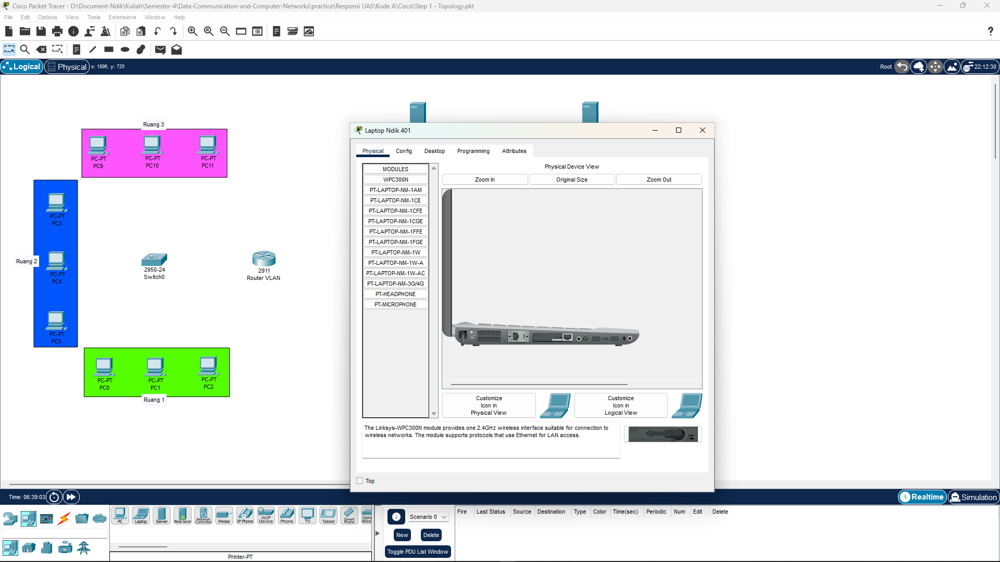 Cisco Packet Tracer - D:\Document-Ndik\Kuliah\Semester-4\Data-Communication-and-Computer-Networks\practice\Responsi UAS\Kode A\Cisco\Step 1 - Topology.pkt
File Edit Options View Tools Extensions Window Help
Logical Physical x: 1896, y: 725
Root 22:12:30
Ruang 3
PC-PT
PC9
PC-PT
PC10
PC-PT
PC11
PC-PT
PC3
Ruang 2
PC-PT
PC4
PC-PT
PC5
2950-24
Switch0
2911
Router VLAN
PC-PT
PC0
PC-PT
PC1
PC-PT
PC2
Ruang 1
Laptop Ndik 401
Physical Config Desktop Programming Attributes
MODULES
WPC300N
PT-LAPTOP-NM-1AM
PT-LAPTOP-NM-1CE
PT-LAPTOP-NM-1CFE
PT-LAPTOP-NM-1CGE
PT-LAPTOP-NM-1FFE
PT-LAPTOP-NM-1FGE
PT-LAPTOP-NM-1W
PT-LAPTOP-NM-1W-A
PT-LAPTOP-NM-1W-AC
PT-LAPTOP-NM-3G/4G
PT-HEADPHONE
PT-MICROPHONE
Physical Device View
Zoom In Original Size Zoom Out
Customize
Icon in
Physical View
Customize
Icon in
Logical View
The Linksys-WPC300N module provides one 2.4GHz wireless interface suitable for connection to
wireless networks. The module supports protocols that use Ethernet for LAN access.
LINK
Top
Time: 06:39:03
Realtime Simulation
PC
Laptop
Server
Meraki Server
Network
Controller
Printer
IP Phone
VoIP
Device
Phone
TV
Tablet
Smart
Phone
Printer-PT
Scenario 0
New Delete
Toggle PDU List Window
Fire Last Status Source Destination Type Color Time(sec) Periodic Num Edit Delete